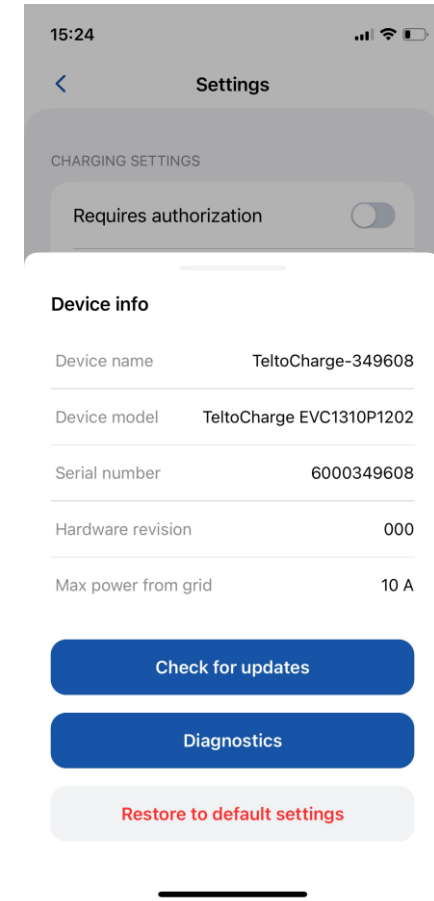 15:24
Settings
CHARGING SETTINGS
Requires authorization
Device info
Device name TeltoCharge-349608
Device model TeltoCharge EVC1310P1202
Serial number 6000349608
Hardware revision 000
Max power from grid 10 A
Check for updates
Diagnostics
Restore to default settings